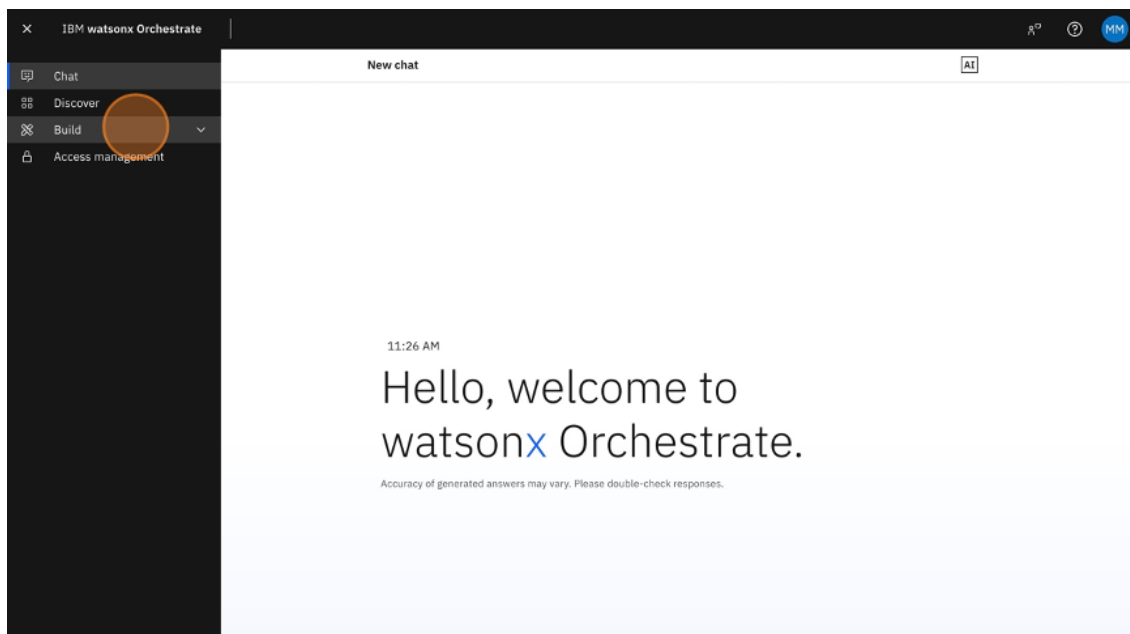 IBM watsonx Orchestrate
MM
Chat
Discover
Build
Access management
New chat
AI
11:26 AM
Hello, welcome to
watsonx Orchestrate.
Accuracy of generated answers may vary. Please double-check responses.